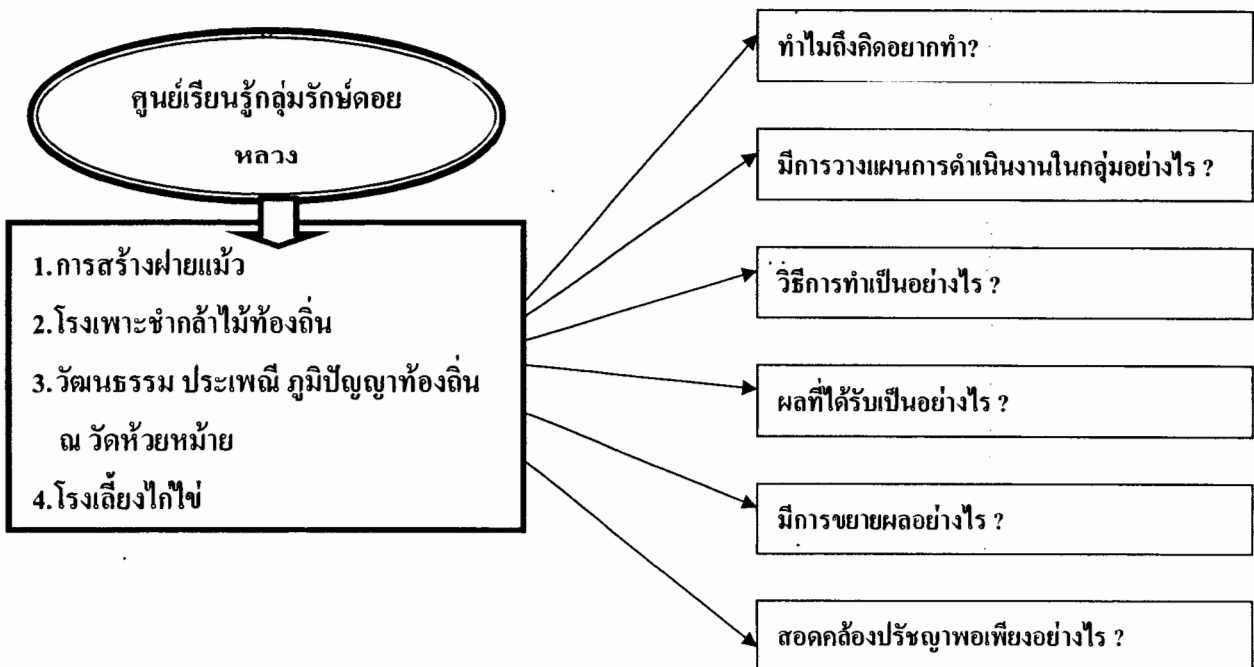 ศูนย์เรียนรู้กลุ่มรักษ์ดอย
หลวง
1.การสร้างฝายแม้ว
2.โรงเพาะชำกล้าไม้ท้องถิ่น
3.วัฒนธรรม ประเพณี ภูมิปัญญาท้องถิ่น
ณ วัดห้วยหม้าย
4.โรงเลี้ยงไก่ไข่
ทำไมถึงคิดอยากทำ?
มีการวางแผนการดำเนินงานในกลุ่มอย่างไร ?
วิธีการทำเป็นอย่างไร ?
ผลที่ได้รับเป็นอย่างไร ?
มีการขยายผลอย่างไร ?
สอดคล้องปรัชญาพอเพียงอย่างไร ?